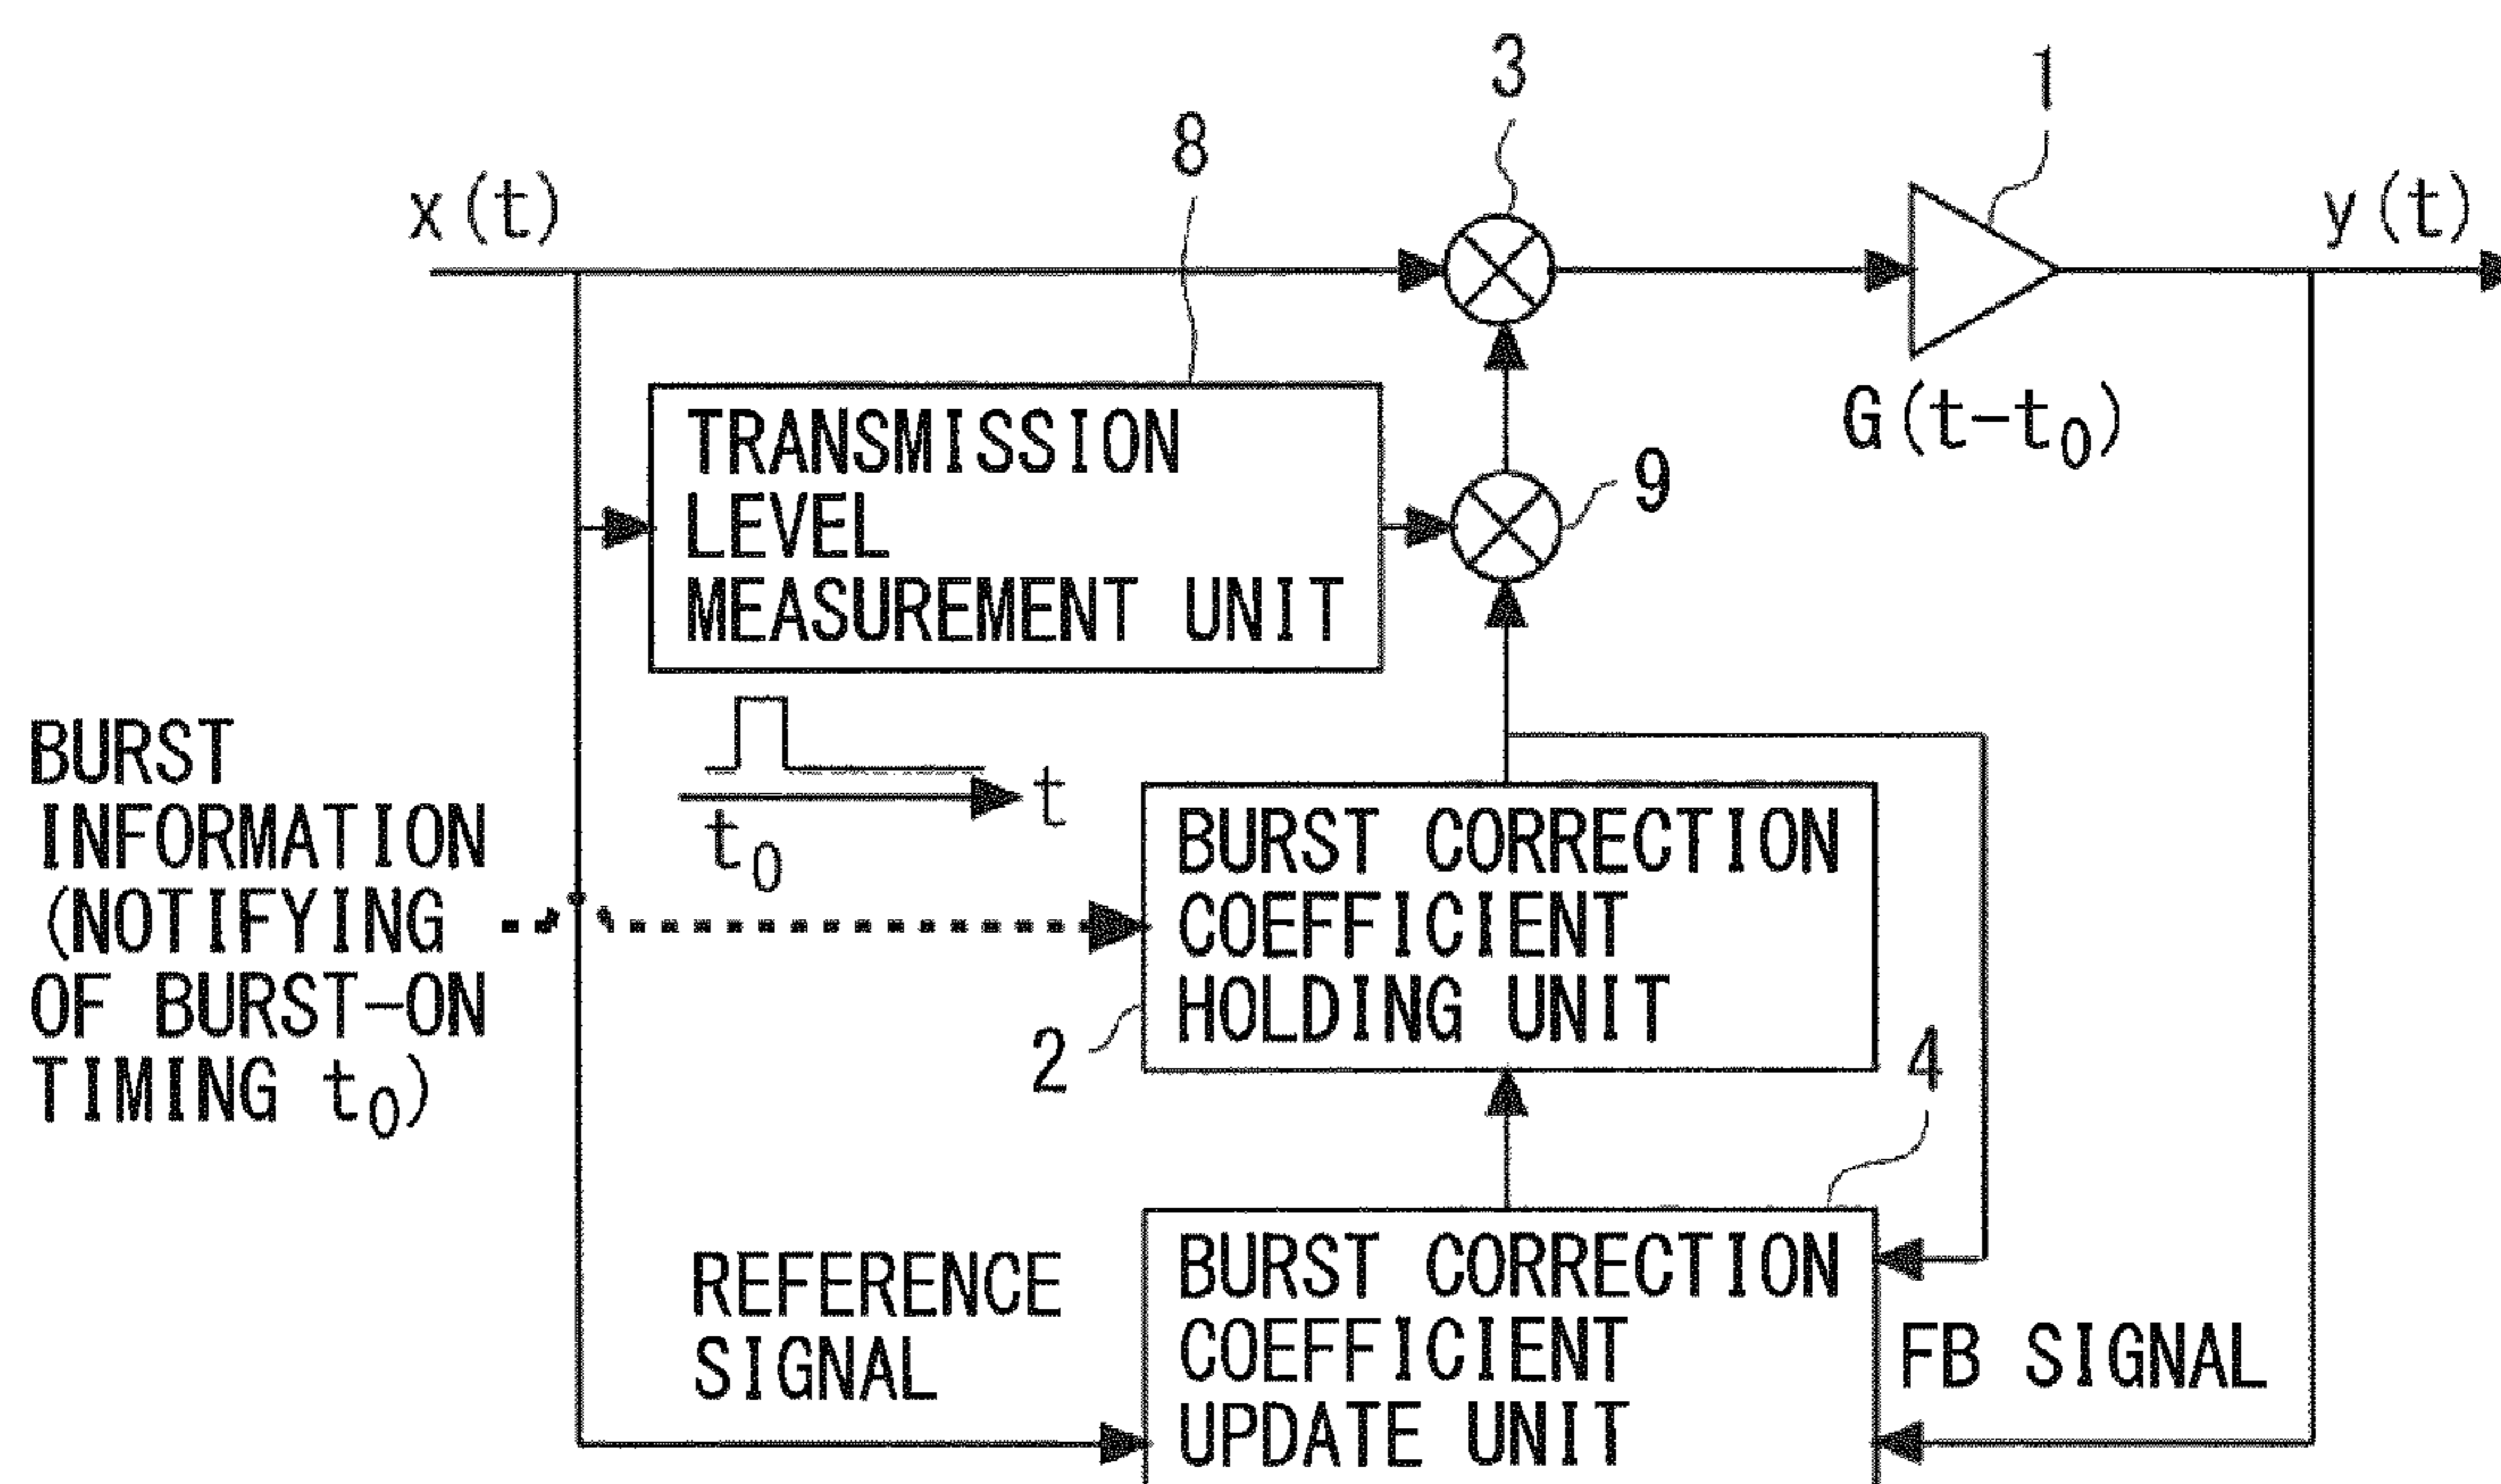 3
1
8
x(t)
y(t)
TRANSMISSION
LEVEL
MEASUREMENT UNIT
9
G(t-t0)
BURST
INFORMATION
(NOTIFYING
OF BURST-ON
TIMING t0)
t
t0
BURST CORRECTION
COEFFICIENT
HOLDING UNIT
2
4
REFERENCE
SIGNAL
BURST CORRECTION
COEFFICIENT
UPDATE UNIT
FB SIGNAL